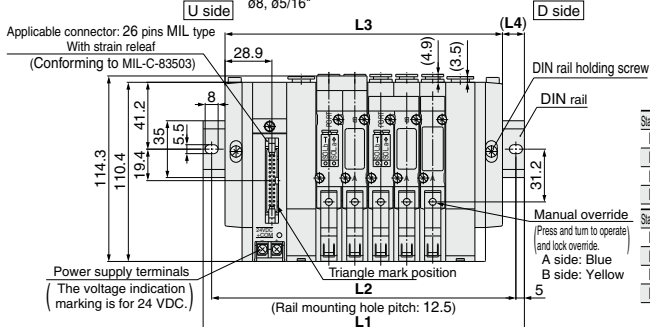 U side
ø8, ø5/16"
D side
Applicable connector: 26 pins MIL type
With strain releaf
(Conforming to MIL-C-83503)
L3
(L4)
28.9
(4.9)
(3.5)
DIN rail holding screw
DIN rail
8
114.3
110.4
41.2
35
5.5
19.4
31.2
24VDC
+COM
Manual override
(Press and turn to operate
and lock override.)
A side: Blue
B side: Yellow
Power supply terminals
(The voltage indication
marking is for 24 VDC.)
Triangle mark position
L2
(Rail mounting hole pitch: 12.5)
5
L1